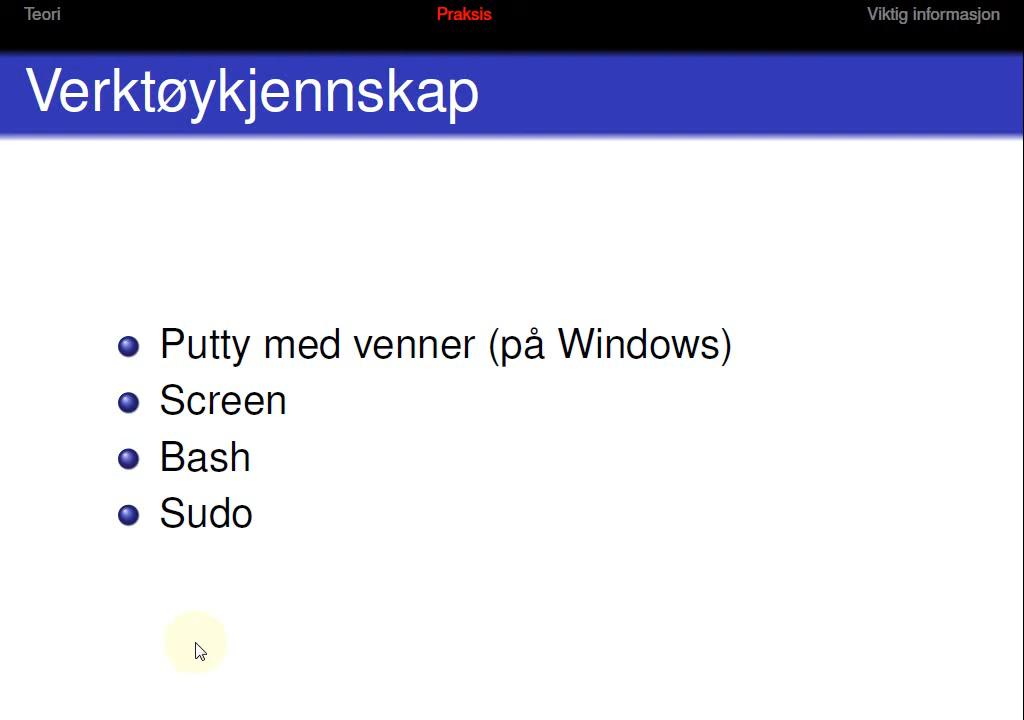 Teori
Praksis
Viktig informasjon
Verktøykjennskap
Putty med venner (på Windows)
Screen
Bash
Sudo